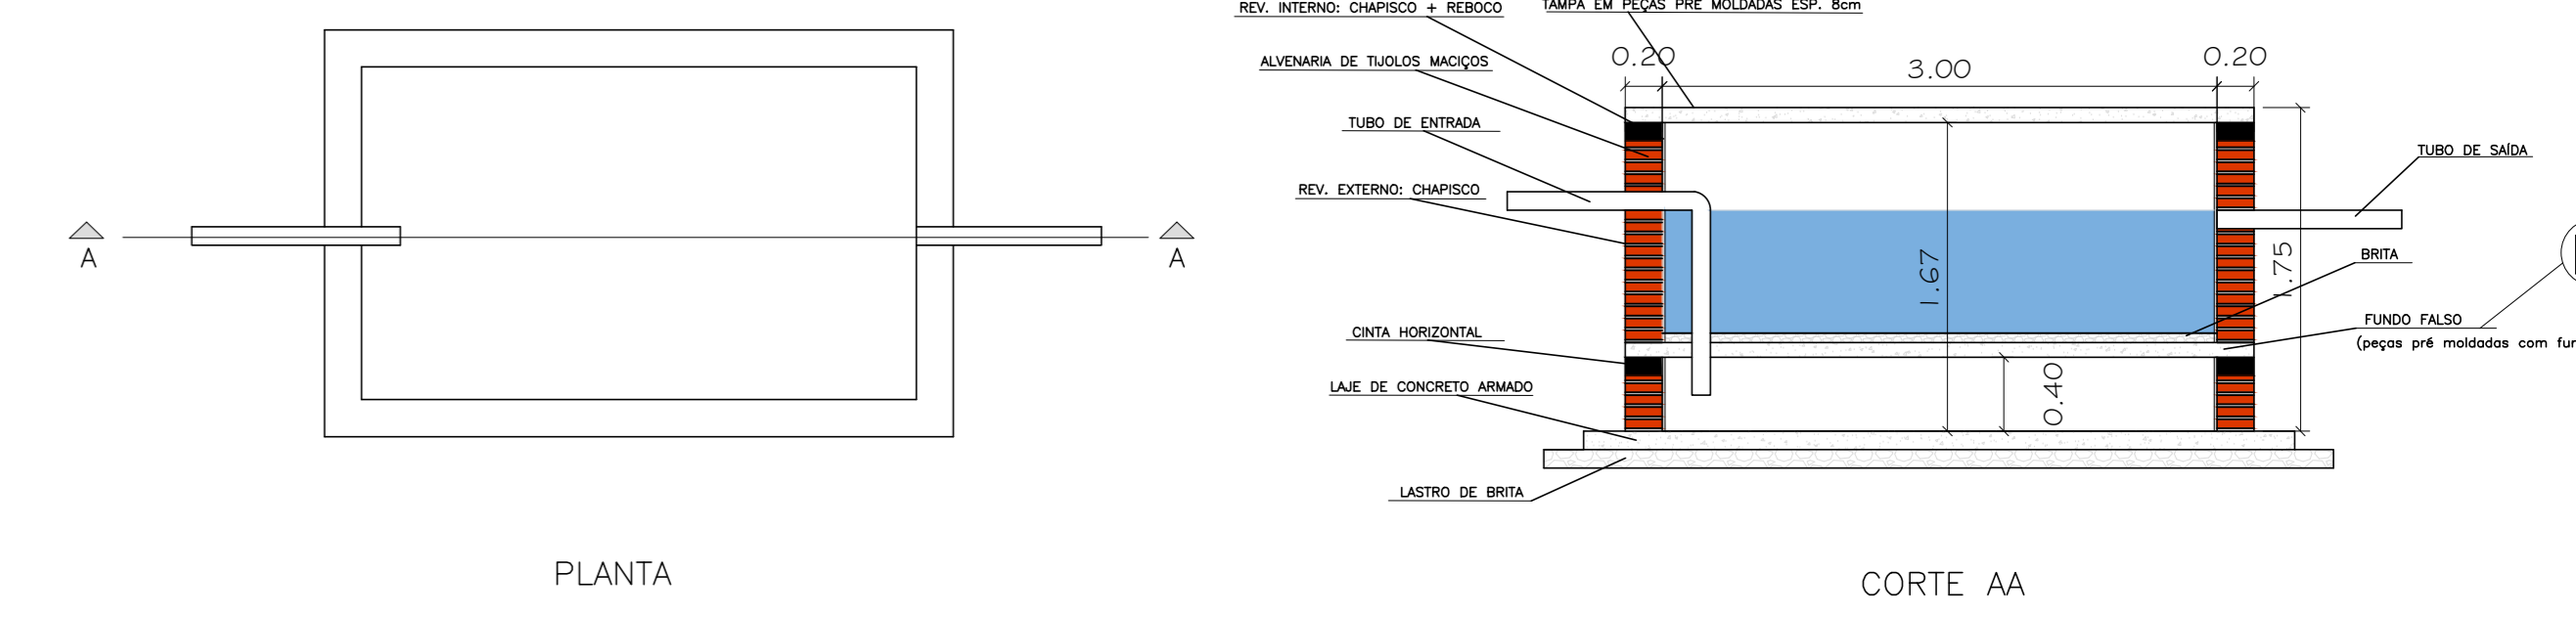 REV. INTERNO: CHAPISCO + REBOCO
TAMPA EM PEÇAS PRÉ MOLDADAS ESP. 8cm
0.20
3.00
0.20
ALVENARIA DE TIJOLOS MACIÇOS
TUBO DE ENTRADA
TUBO DE SAÍDA
REV. EXTERNO: CHAPISCO
A
A
1.67
1.75
BRITA
CINTA HORIZONTAL
FUNDO FALSO
(peças pré moldadas com
LAJE DE CONCRETO ARMADO
0.40
LASTRO DE BRITA
PLANTA
CORTE AA